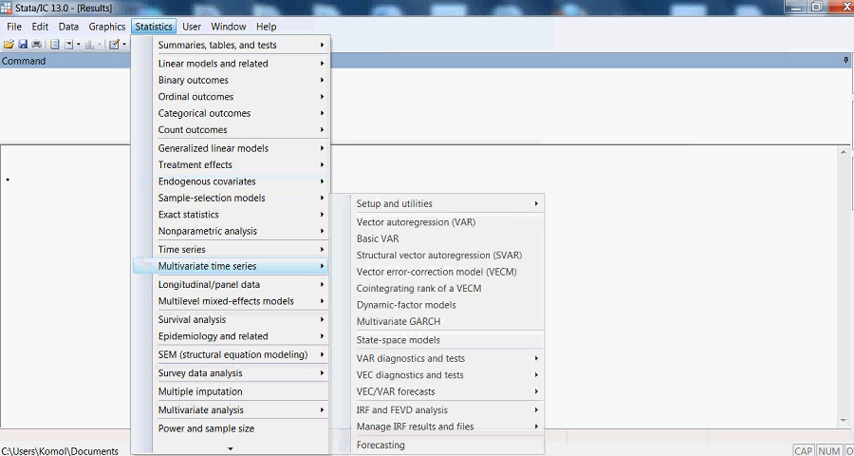 Stata/IC 13.0 - [Results]
File Edit Data Graphics Statistics User Window Help
Command
Summaries, tables, and tests
Linear models and related
Binary outcomes
Ordinal outcomes
Categorical outcomes
Count outcomes
Generalized linear models
Treatment effects
Endogenous covariates
Sample-selection models
Exact statistics
Nonparametric analysis
Time series
Multivariate time series
Longitudinal/panel data
Multilevel mixed-effects models
Survival analysis
Epidemiology and related
SEM (structural equation modeling)
Survey data analysis
Multiple imputation
Multivariate analysis
Power and sample size
Setup and utilities
Vector autoregression (VAR)
Basic VAR
Structural vector autoregression (SVAR)
Vector error-correction model (VECM)
Cointegrating rank of a VECM
Dynamic-factor models
Multivariate GARCH
State-space models
VAR diagnostics and tests
VEC diagnostics and tests
VEC/VAR forecasts
IRF and FEVD analysis
Manage IRF results and files
Forecasting
C:\Users\Komol\Documents
CAP NUM O